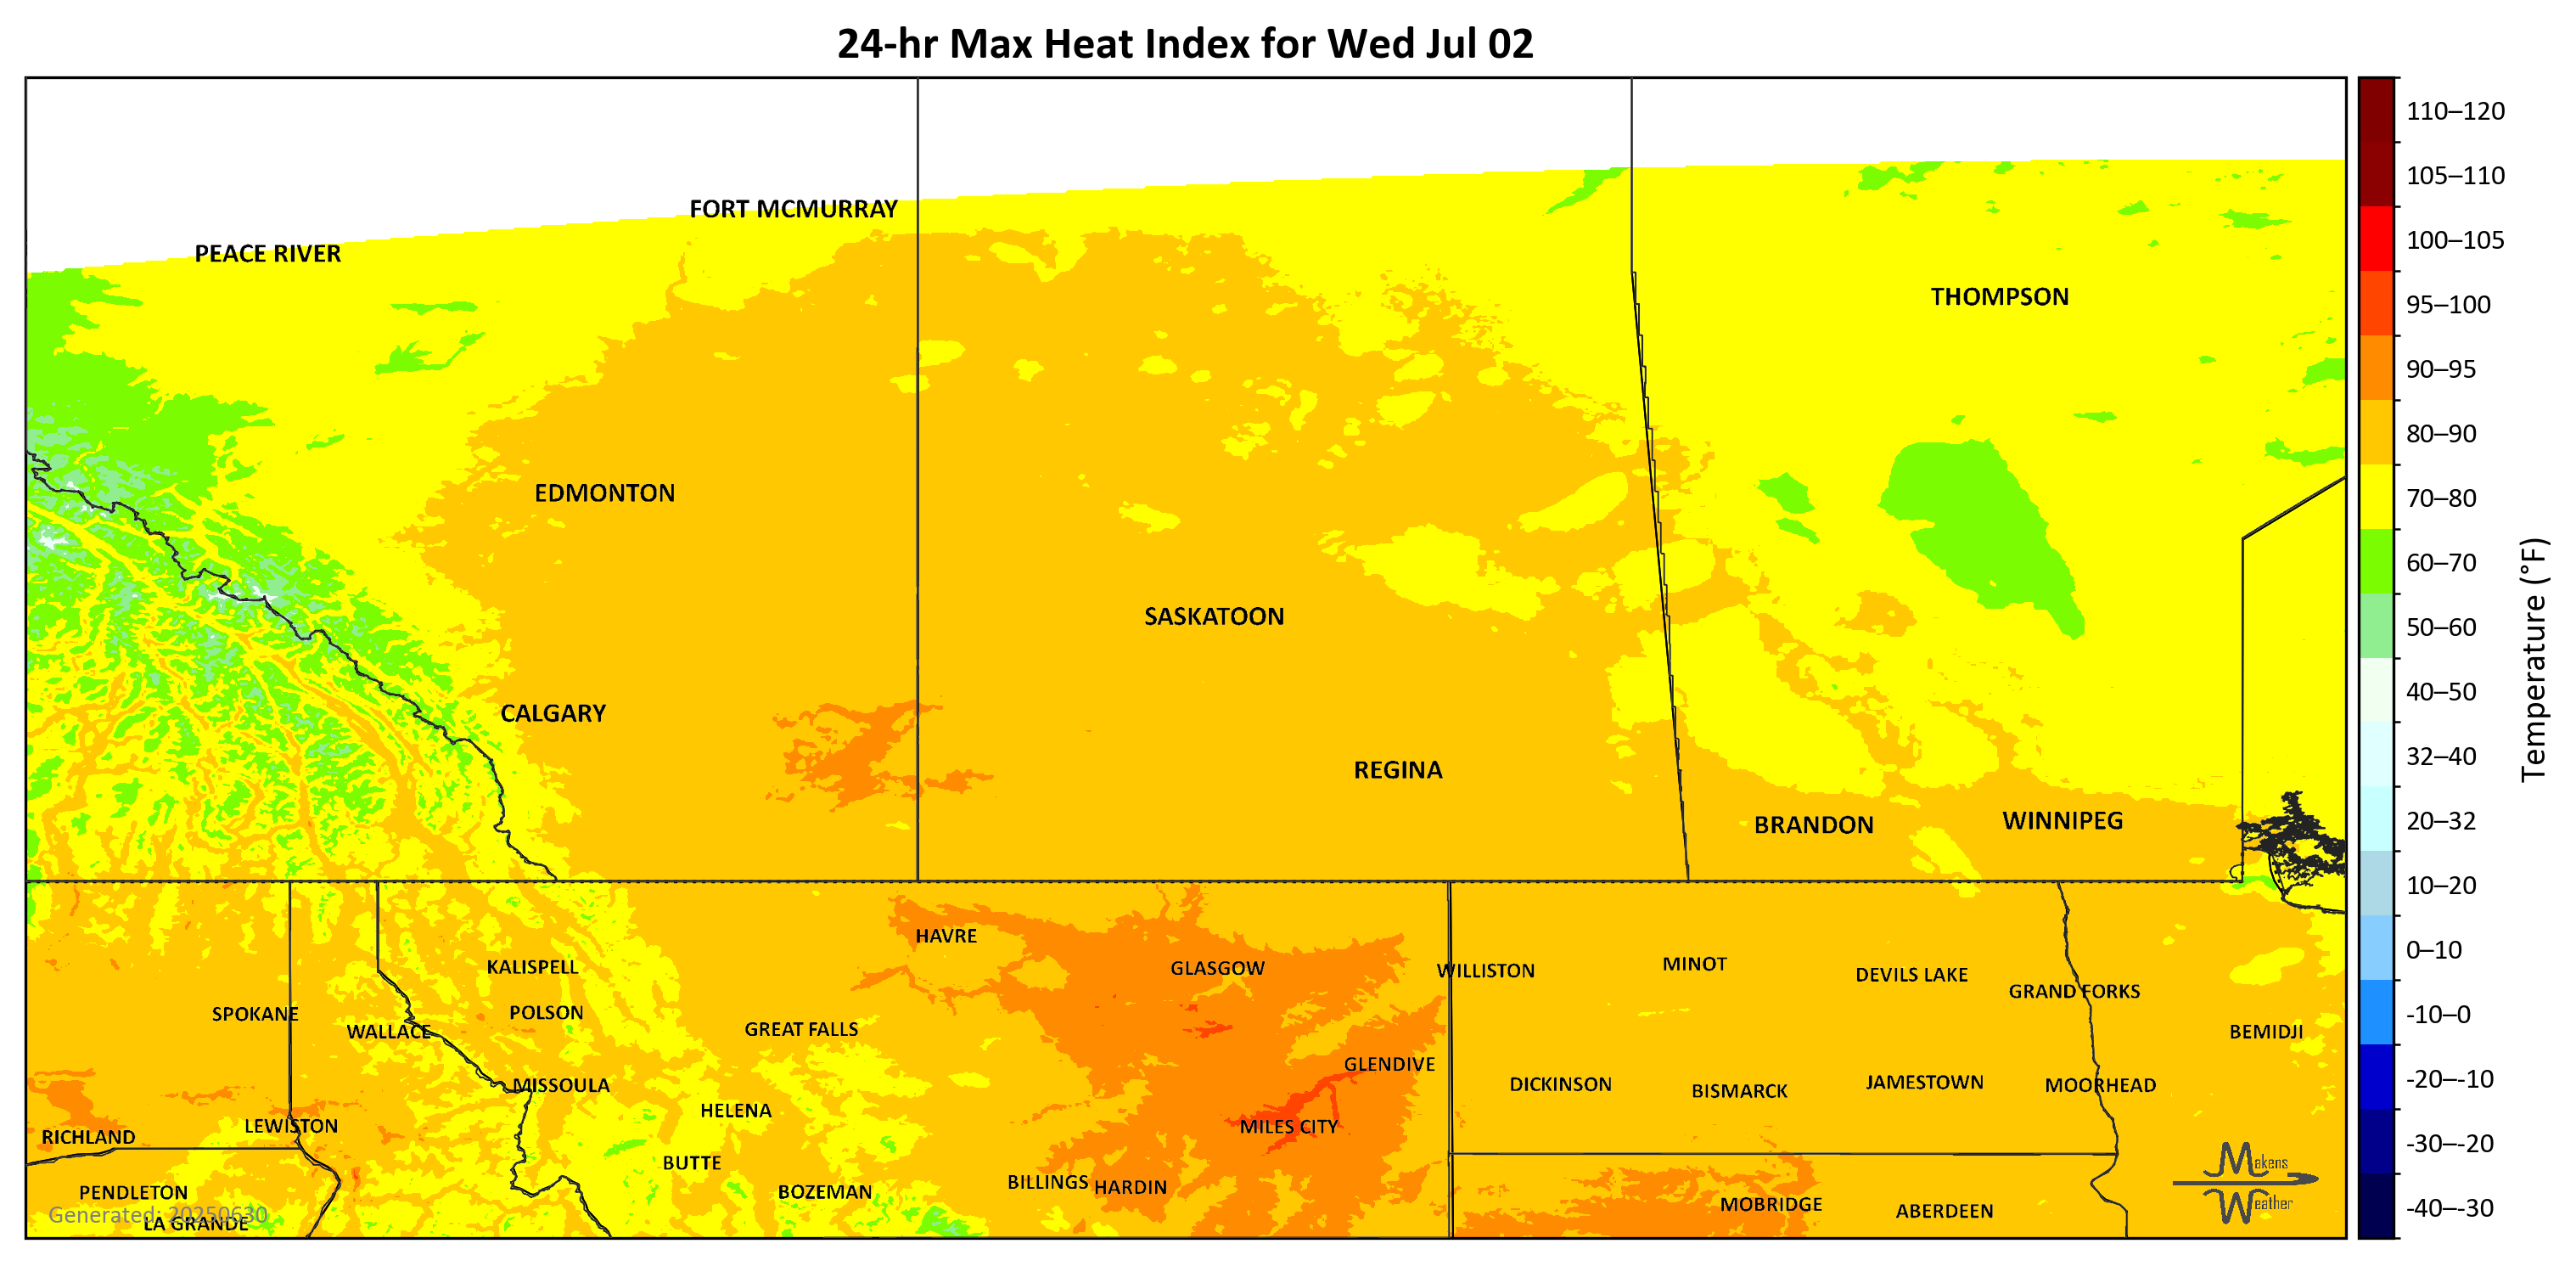 24-hr Max Heat Index for Wed Jul 02
FORT MCMURRAY
PEACE RIVER
THOMPSON
EDMONTON
SASKATOON
CALGARY
REGINA
BRANDON
WINNIPEG
HAVRE
KALISPELL
GLASGOW
WILLISTON
MINOT
DEVILS LAKE
GRAND FORKS
SPOKANE
POLSON
WALLACE
GREAT FALLS
BEMIDJI
GLENDIVE
MISSOULA
DICKINSON
BISMARCK
JAMESTOWN
MOORHEAD
HELENA
LEWISTON
MILES CITY
RICHLAND
BUTTE
BILLINGS
HARDIN
PENDLETON
BOZEMAN
MOBRIDGE
ABERDEEN
Generated: 20250630
LA GRANDE
Makens
Weather
110–120
105–110
100–105
95–100
90–95
80–90
70–80
60–70
50–60
40–50
32–40
20–32
10–20
0–10
-10–0
-20–-10
-30–-20
-40–-30
Temperature (°F)